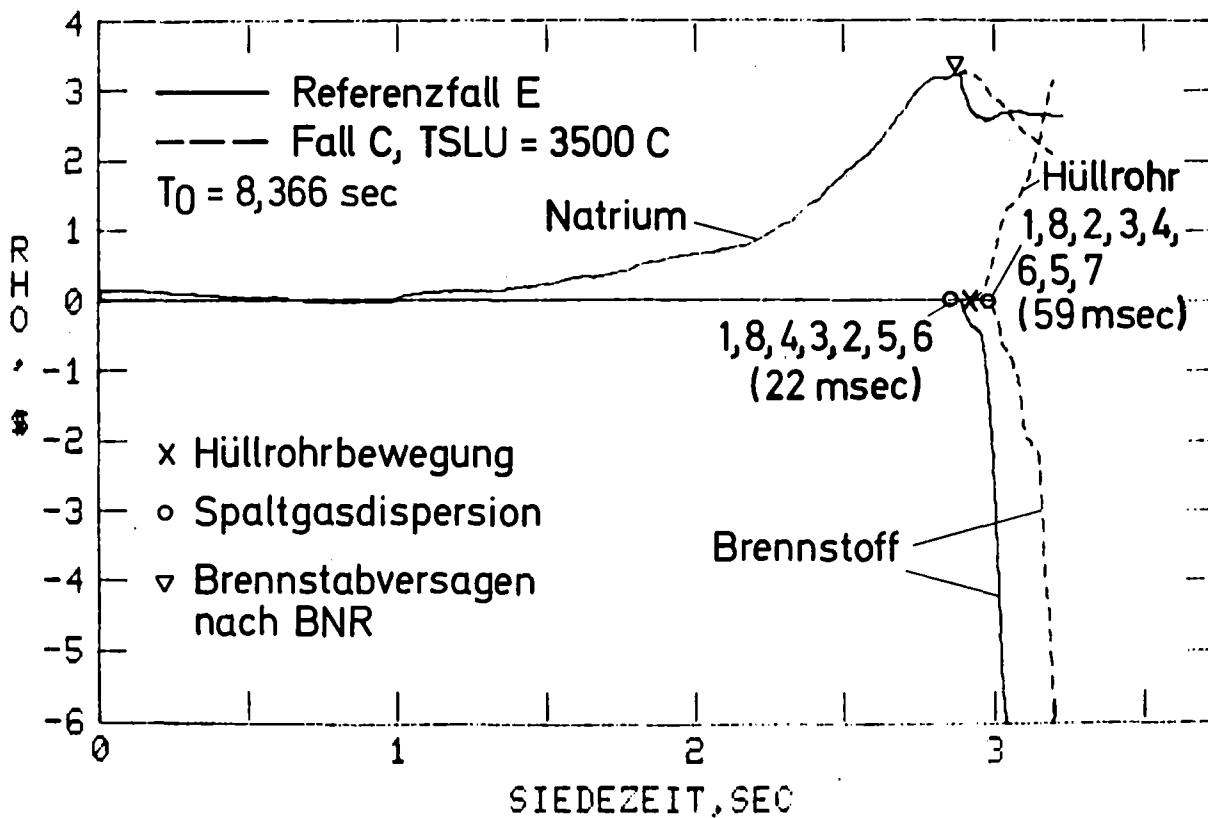 4
3
2
1
0
-1
-2
-3
-4
-5
-6
RHO, $
Referenzfall E
Fall C, TSLU = 3500 C
T0 = 8,366 sec
Natrium
Hüllrohr
1,8,2,3,4,
6,5,7
(59 msec)
1,8,4,3,2,5,6
(22 msec)
x Hüllrohrbewegung
o Spaltgasdispersion
▽ Brennstabversagen
nach BNR
Brennstoff
0 1 2 3
SIEDEZEIT,SEC